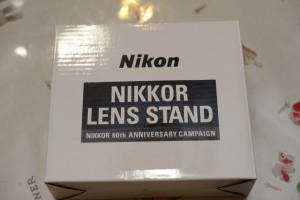 Nikon
NIKKOR
LENS STAND
NIKKOR 80th ANNIVERSARY CAMPAIGN